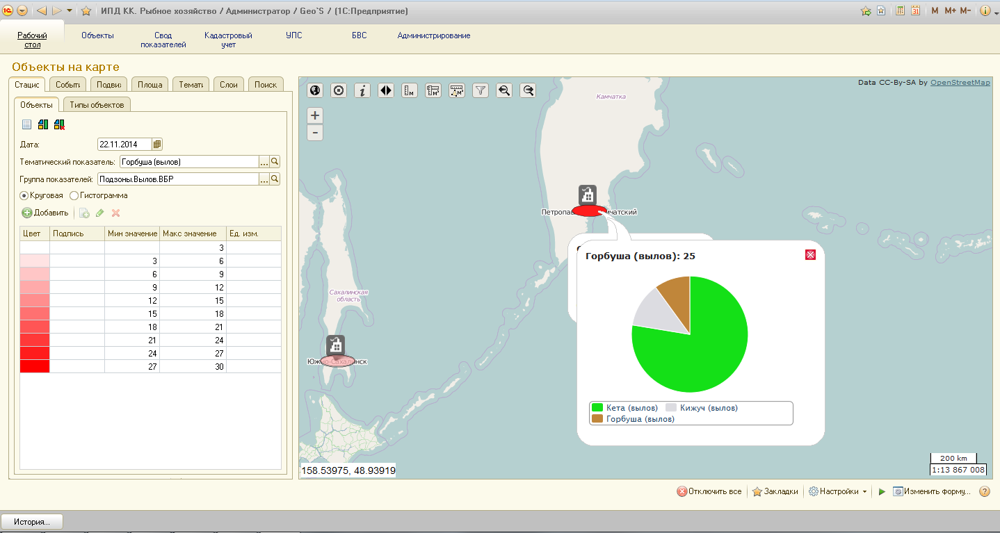 ИПД КК. Рыбное хозяйство / Администратор / Geo`S / (1С:Предприятие)
M M+ M-
Рабочий стол
Объекты
Свод показателей
Кадастровый учет
УПС
БВС
Администрирование
Объекты на карте
Стацис
Событи
Подви
Площа
Темати
Слои
Поиск
Объекты
Типы объектов
Дата:
22.11.2014
Тематический показатель:
Горбуша (вылов)
...
Группа показателей:
Подзоны.Вылов.ВБР
...
Круговая
Гистограмма
Добавить
Цвет Подпись Мин значение Макс значение Ед. изм.
3
3 6
6 9
9 12
12 15
15 18
18 21
21 24
24 27
27 30
Data CC-By-SA by OpenStreetMap
+
-
Камчатка
Петропа мчатский
Сахалинская
область
Южно-Сахалинск
Горбуша (вылов): 25
Кета (вылов) Кижуч (вылов)
Горбуша (вылов)
158.53975, 48.93919
200 km
1:13 867 008
Отключить все
Закладки
Настройки
Изменить форму...
История...